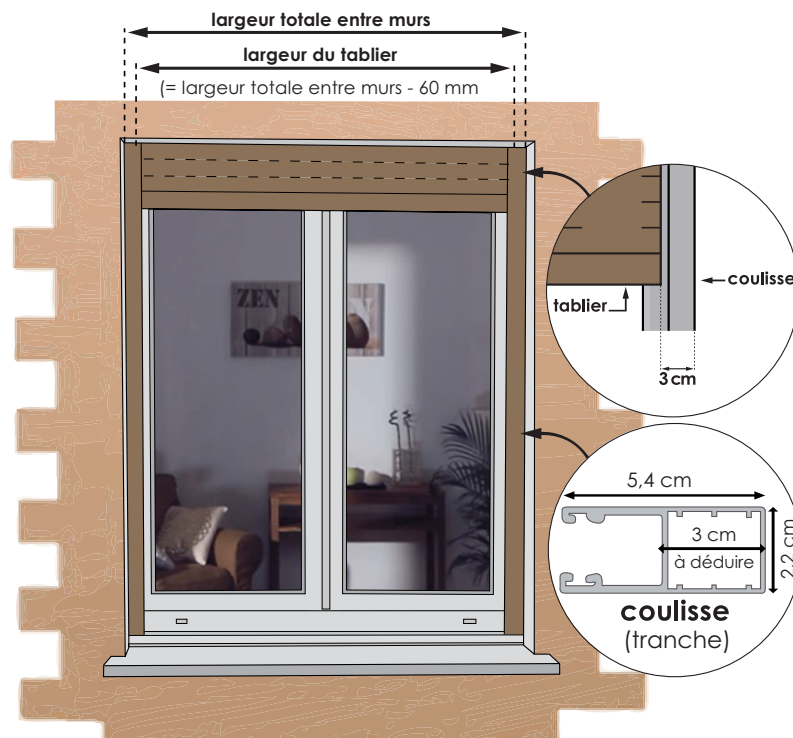 largeur totale entre murs
largeur du tablier
(= largeur totale entre murs - 60 mm
ZEN
coulisse
tablier
3 cm
5,4 cm
3 cm
à déduire
2,2 cm
coulisse
(tranche)